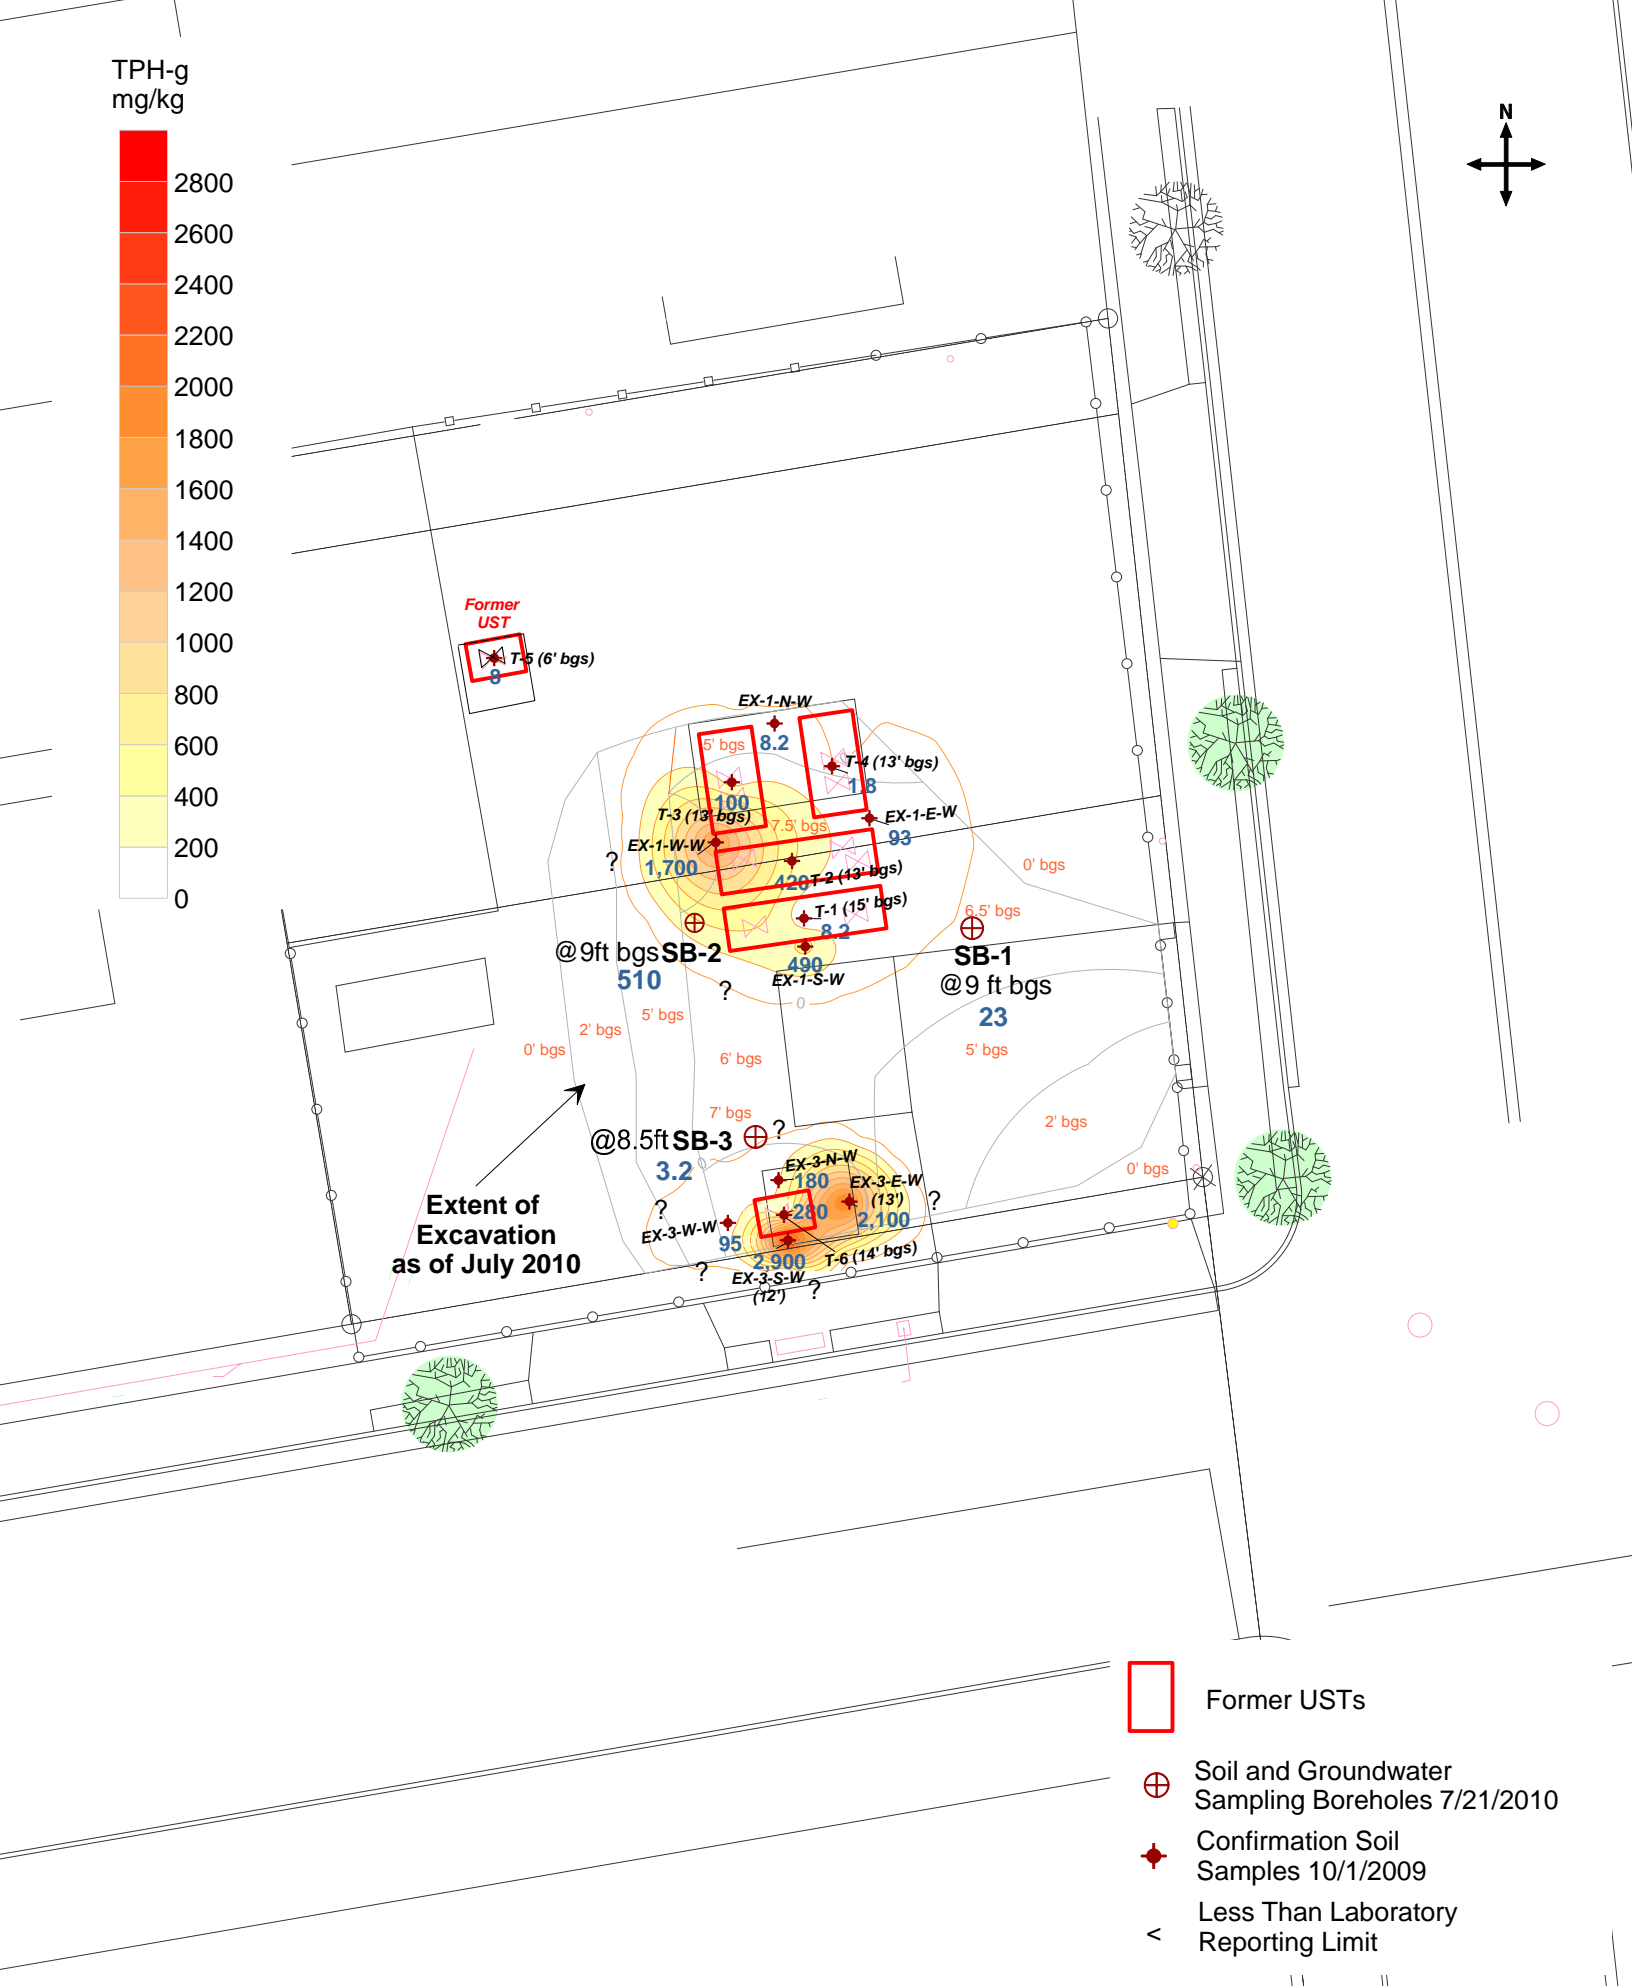 TPH-g
mg/kg
N
2800
2600
2400
2200
2000
1800
1600
1400
1200
1000
800
600
400
200
0
Former
UST
T-5 (6' bgs)
8
EX-1-N-W
5' bgs
8.2
0
T-4 (13' bgs)
1.8
100
T-3 (13' bgs)
7.5' bgs
EX-1-E-W
93
EX-1-W-W
?
1,700
420
T-2 (13' bgs)
0' bgs
T-1 (15' bgs)
8.2
6.5' bgs
@9ft bgs SB-2
510
490
EX-1-S-W
SB-1
@9 ft bgs
23
?
0
5' bgs
2' bgs
0' bgs
6' bgs
5' bgs
7' bgs
2' bgs
@8.5ft SB-3
?
3.2
0
EX-3-N-W
180
EX-3-E-W
(13')
2,100
0' bgs
?
280
?
EX-3-W-W
95
2,900
T-6 (14' bgs)
?
EX-3-S-W
(12')
?
Extent of
Excavation
as of July 2010
Former USTs
Soil and Groundwater
Sampling Boreholes 7/21/2010
Confirmation Soil
Samples 10/1/2009
< Less Than Laboratory
Reporting Limit